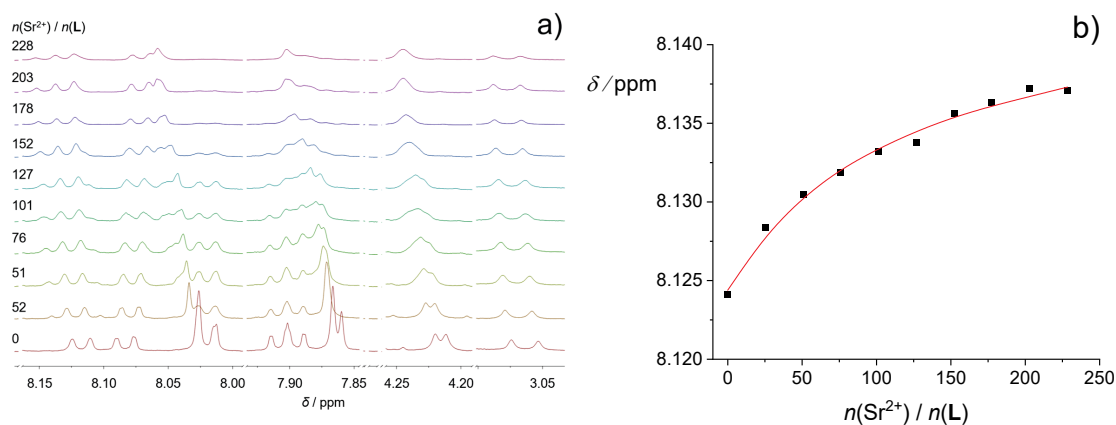 a)
n(Sr²⁺) / n(L)
228
203
178
152
127
101
76
51
52
0
8.15 8.10 8.05 8.00 7.90 7.85 4.25 4.20 3.05
δ / ppm
b)
δ / ppm
8.140
8.135
8.130
8.125
8.120
0 50 100 150 200 250
n(Sr²⁺) / n(L)